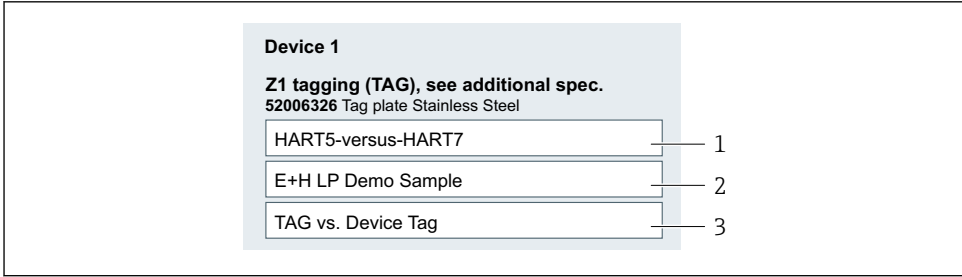 Device 1
Z1 tagging (TAG), see additional spec.
52006326 Tag plate Stainless Steel
HART5-versus-HART7 1
E+H LP Demo Sample 2
TAG vs. Device Tag 3